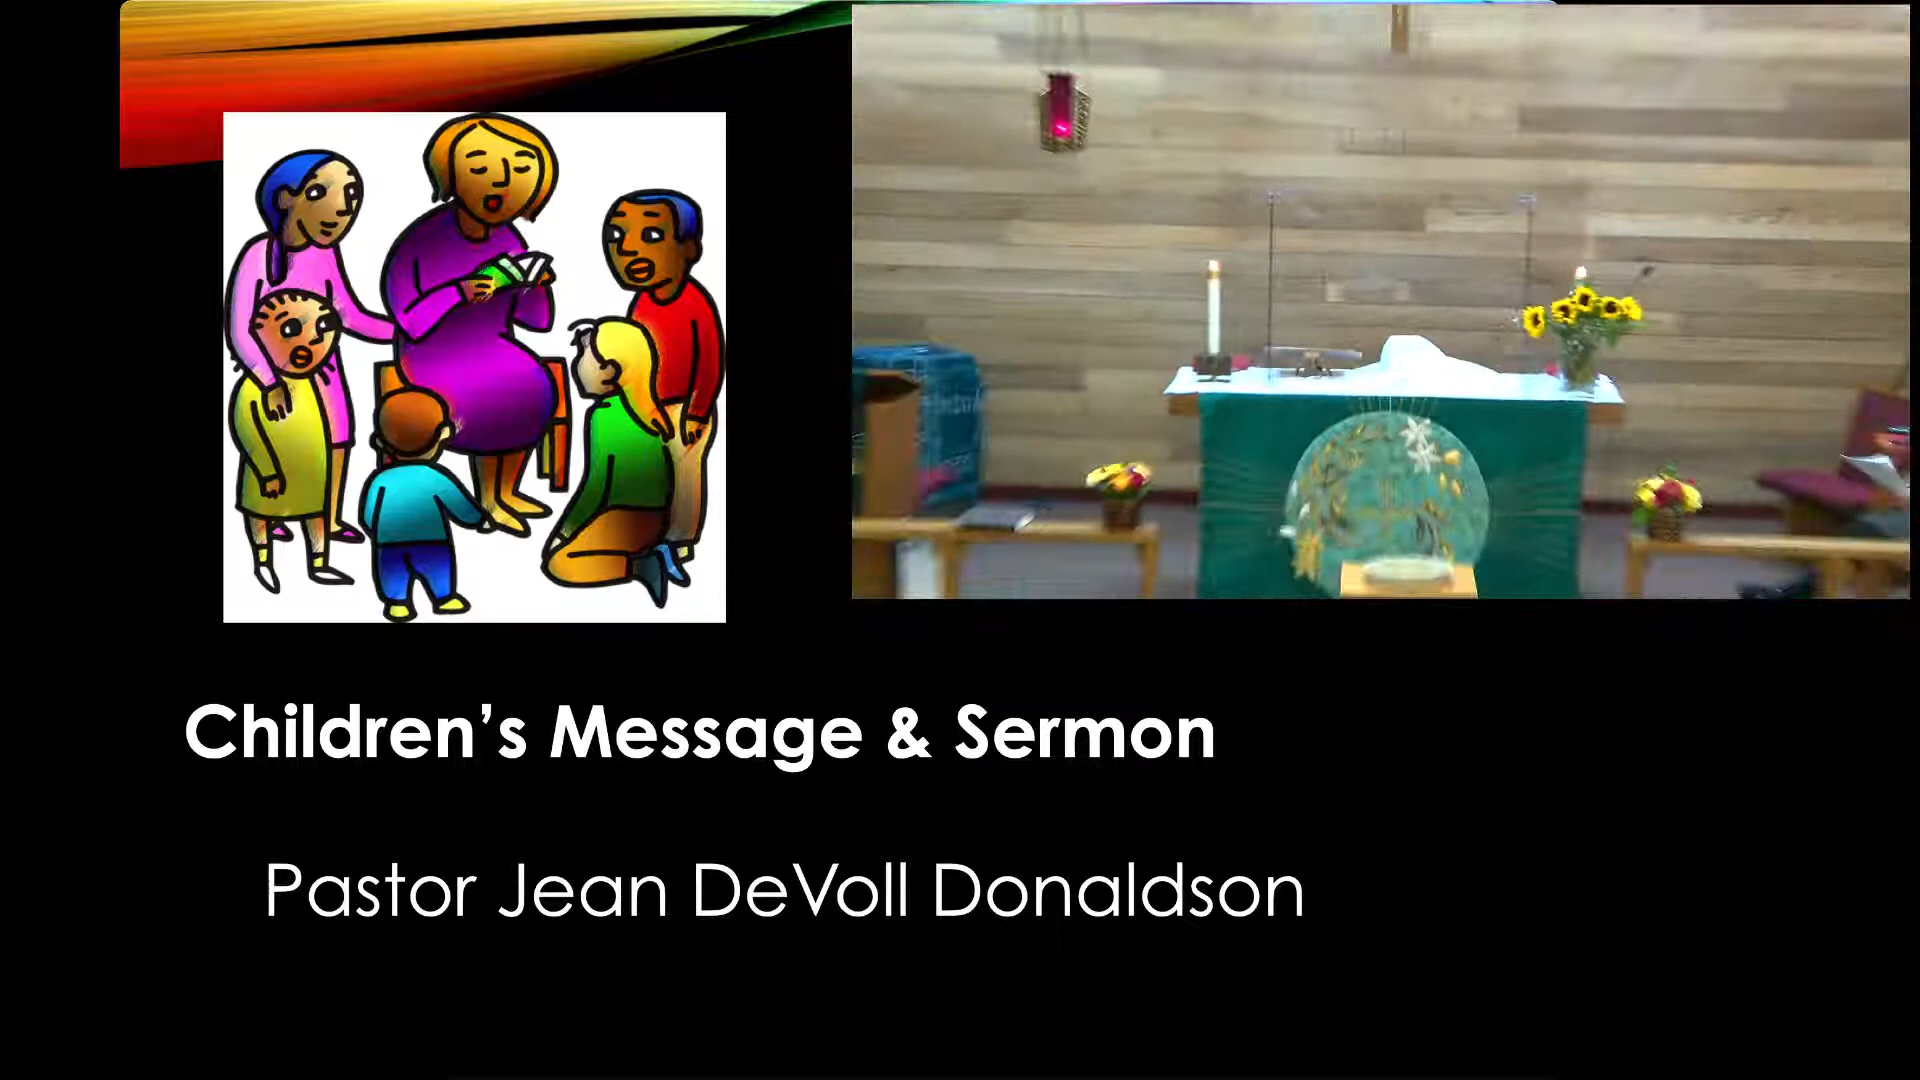 Children’s Message & Sermon
Pastor Jean DeVoll Donaldson